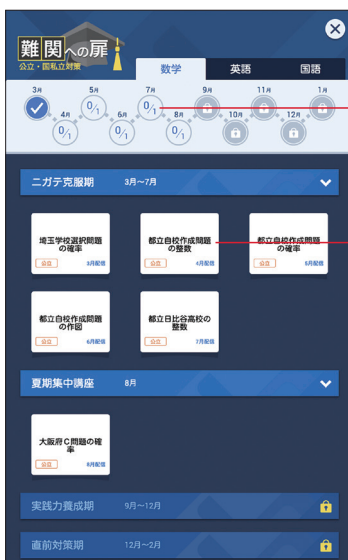 難関への扉
公立・国私立対策
数学 英語 国語
3月 5月 7月 9月 11月 1月
0/1 0/1
4月 6月 8月 10月 12月
0/1 0/1 0/1
ニガテ克服期 3月〜7月
埼玉学校選択問題
の確率
公立 3月配信
都立自校作成問題
の整数
公立 4月配信
都立自校作成問題
の確率
公立 5月配信
都立自校作成問題
の作図
公立 6月配信
都立日比谷高校の
整数
公立 7月配信
夏期集中講座 8月
大阪府C問題の確
率
公立 8月配信
実践力養成期 9月〜12月
直前対策期 12月〜2月